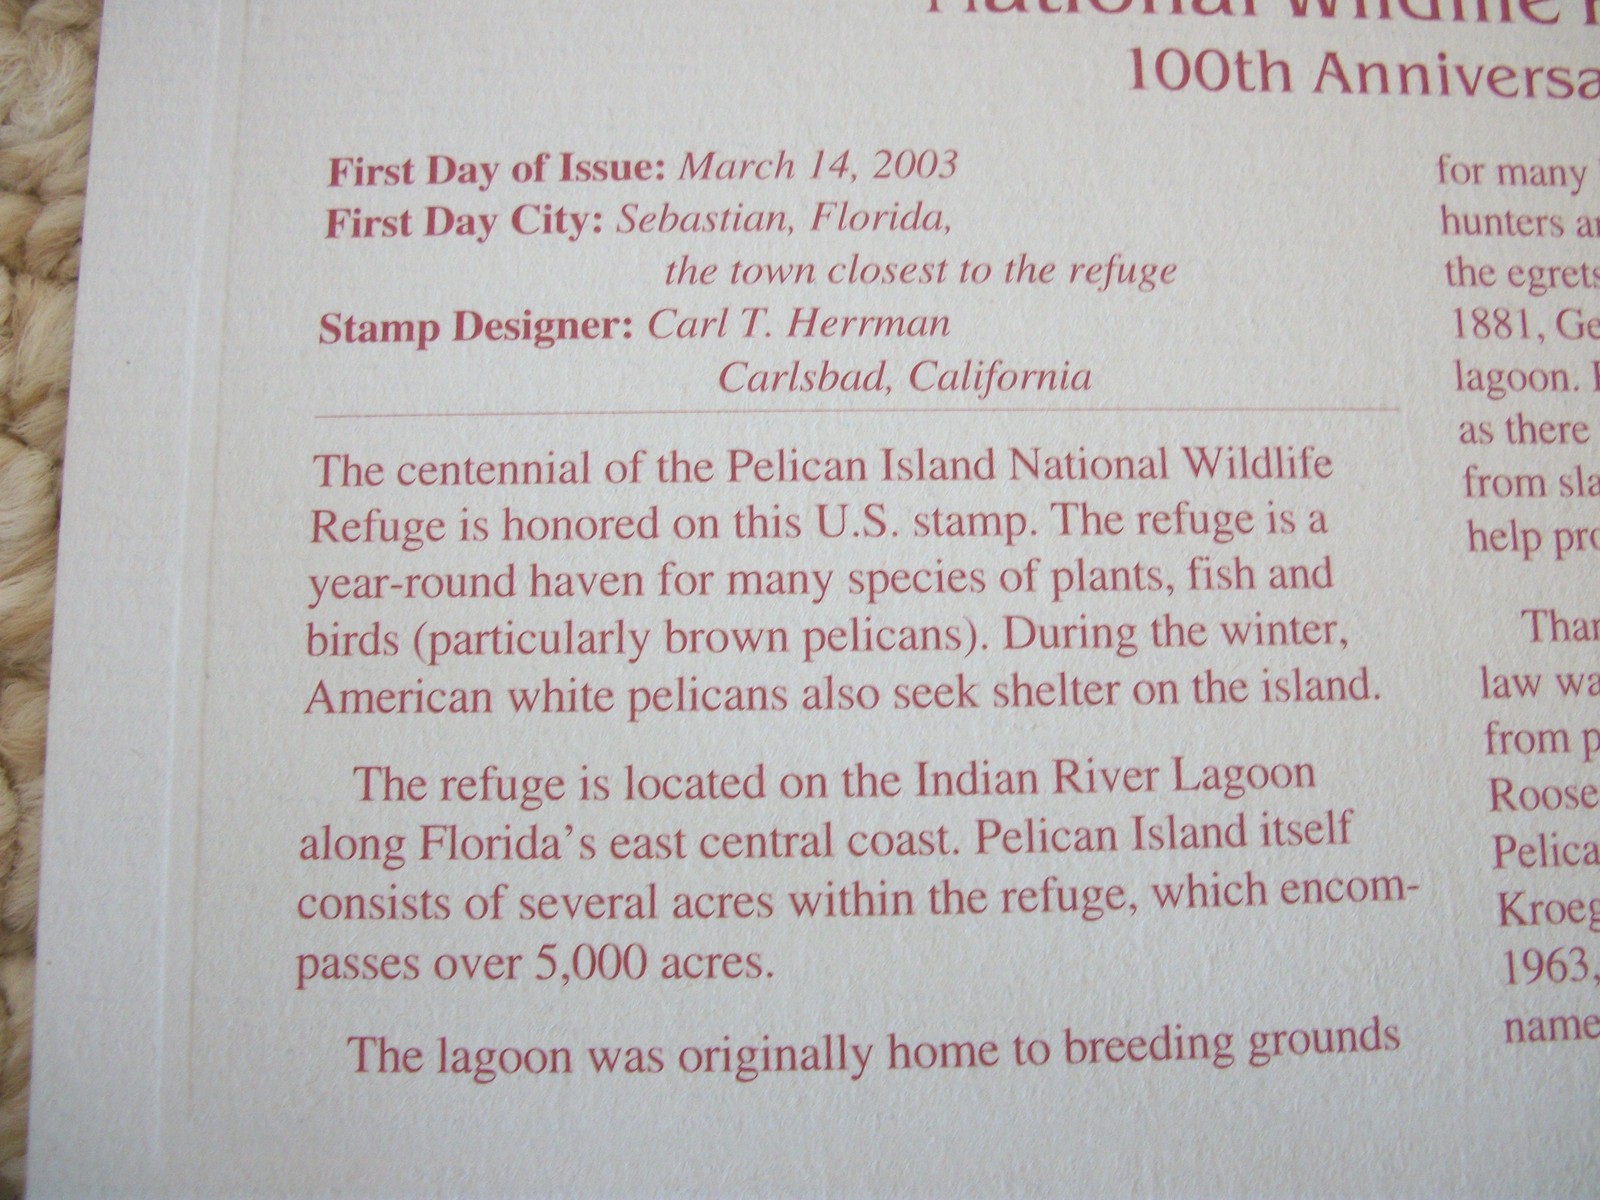 National Wildlife
100th
First Day of Issue: March 14, 2003
First Day City: Sebastian, Florida,
the town closest to the refuge
Stamp Designer: Carl T. Herrman
Carlsbad, California
The centennial of the Pelican Island National Wildlife
Refuge is honored on this U.S. stamp. The refuge is a
year-round haven for many species of plants, fish and
birds (particularly brown pelicans). During the winter,
American white pelicans also seek shelter on the island.
The refuge is located on the Indian River Lagoon
along Florida's east central coast. Pelican Island itself
consists of several acres within the refuge, which encom-
passes over 5,000 acres.
The lagoon was originally home to breeding grounds
for many
hunters
the egrets
1881,
lagoon.
as there
from
help
law
from
1963,
name